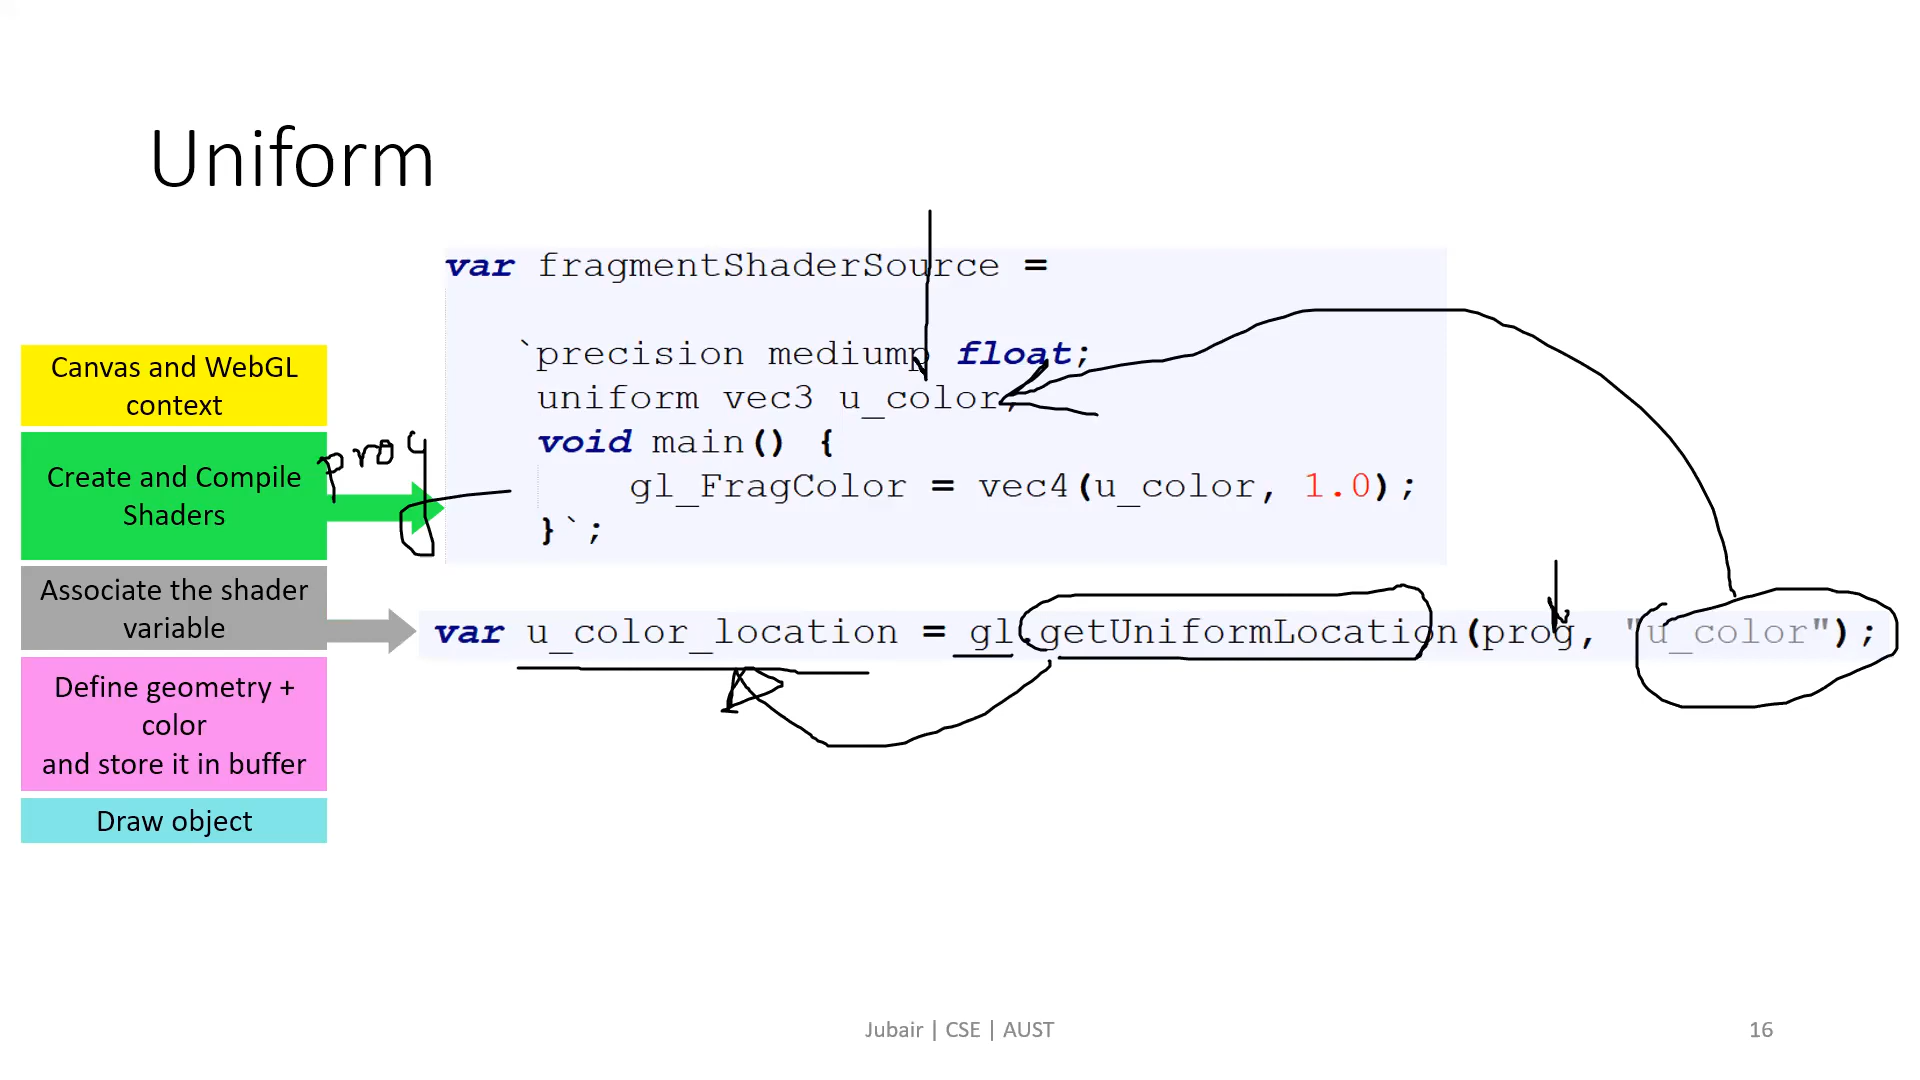 Uniform
var fragmentShaderSource =
`precision mediump float;
uniform vec3 u_color;
void main() {
gl_FragColor = vec4(u_color, 1.0);
}`;
Canvas and WebGL
context
Create and Compile
Shaders
prog
Associate the shader
variable
var u_color_location = gl.getUniformLocation(prog, "u_color");
Define geometry +
color
and store it in buffer
Draw object
Jubair | CSE | AUST
16